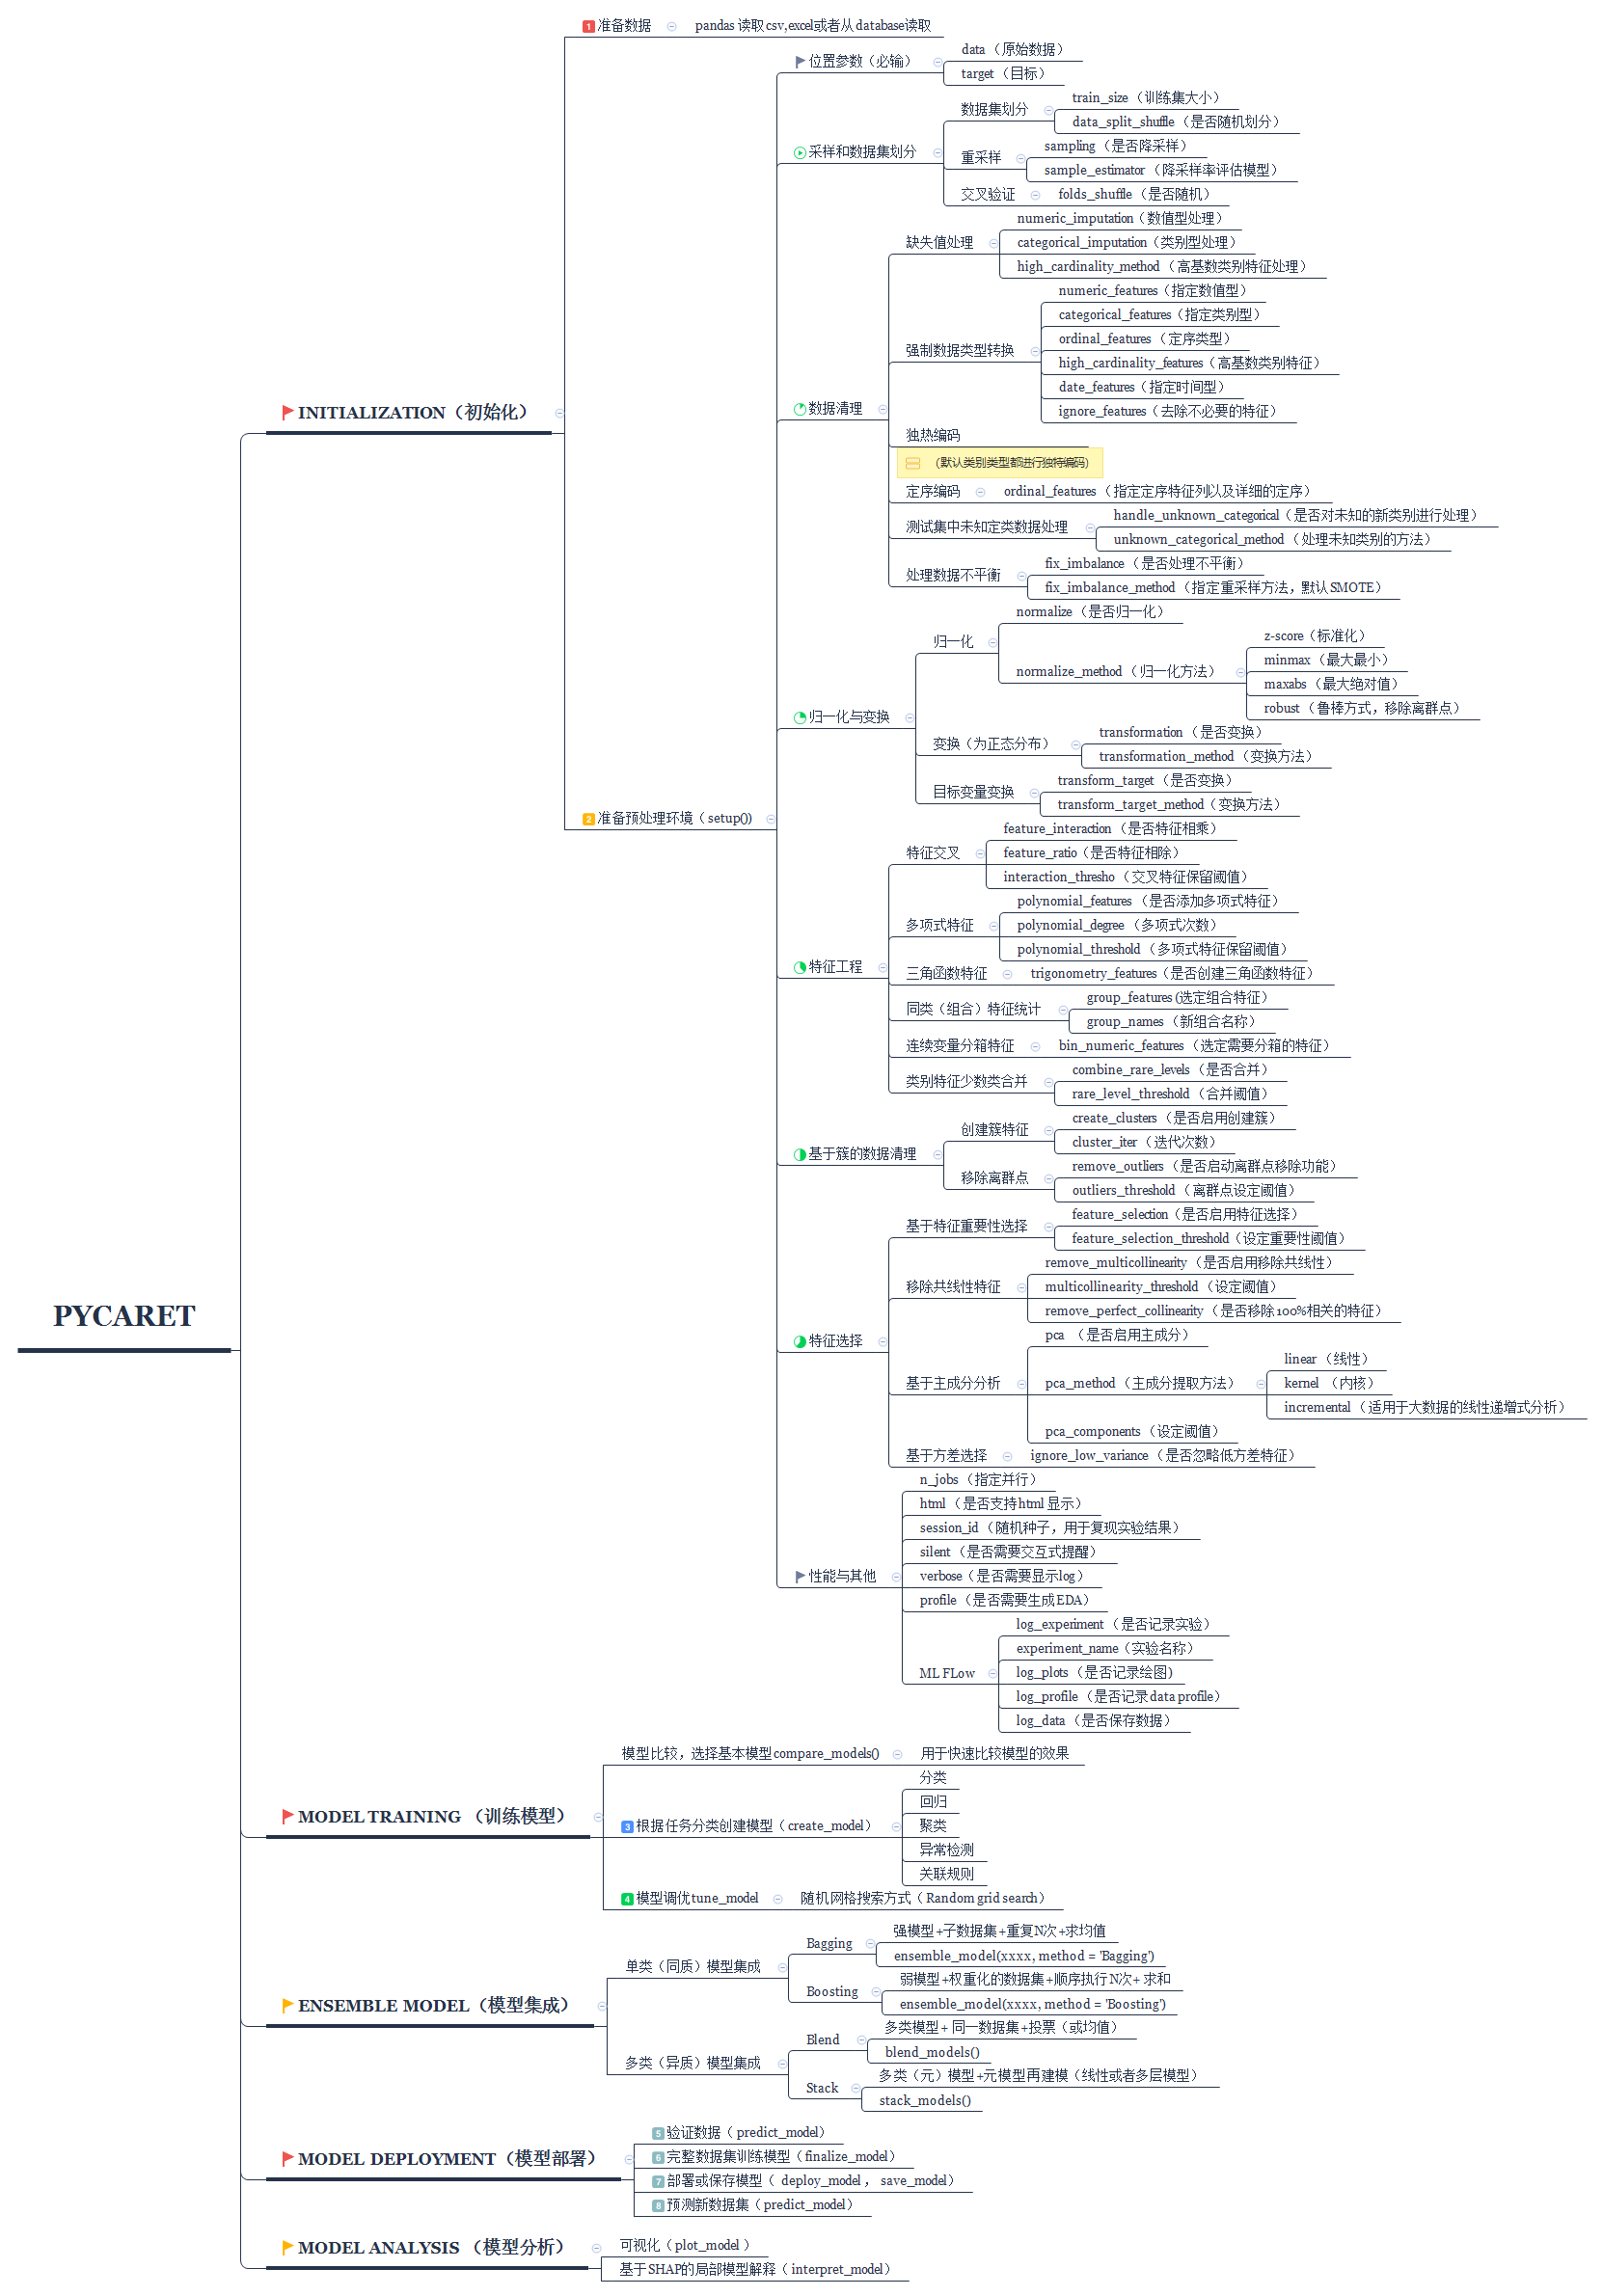 PYCARET
INITIALIZATION（初始化）
1 准备数据
pandas 读取csv,excel或者从database读取
2 准备预处理环境（setup())
位置参数（必输）
data（原始数据）
target（目标）
采样和数据集划分
数据集划分
train_size（训练集大小）
data_split_shuffle（是否随机划分）
重采样
sampling（是否降采样）
sample_estimator（降采样率评估模型）
交叉验证
folds_shuffle（是否随机）
数据清理
缺失值处理
numeric_imputation（数值型处理）
categorical_imputation（类别型处理）
high_cardinality_method（高基数类别特征处理）
强制数据类型转换
numeric_features（指定数值型）
categorical_features（指定类别型）
ordinal_features（定序类型）
high_cardinality_features（高基数类别特征）
date_features（指定时间型）
ignore_features（去除不必要的特征）
独热编码
（默认类别类型都进行独特编码）
定序编码
ordinal_features（指定定序特征列以及详细的定序）
测试集中未知定类数据处理
handle_unknown_categorical（是否对未知的新类别进行处理）
unknown_categorical_method（处理未知类别的方法）
处理数据不平衡
fix_imbalance（是否处理不平衡）
fix_imbalance_method（指定重采样方法，默认SMOTE）
归一化与变换
归一化
normalize（是否归一化）
normalize_method（归一化方法）
z-score（标准化）
minmax（最大最小）
maxabs（最大绝对值）
robust（鲁棒方式，移除离群点）
变换（为正态分布）
transformation（是否变换）
transformation_method（变换方法）
目标变量变换
transform_target（是否变换）
transform_target_method（变换方法）
特征工程
特征交叉
feature_interaction（是否特征相乘）
feature_ratio（是否特征相除）
interaction_thresho（交叉特征保留阈值）
多项式特征
polynomial_features（是否添加多项式特征）
polynomial_degree（多项式次数）
polynomial_threshold（多项式特征保留阈值）
三角函数特征
trigonometry_features（是否创建三角函数特征）
同类（组合）特征统计
group_features (选定组合特征）
group_names（新组合名称）
连续变量分箱特征
bin_numeric_features（选定需要分箱的特征）
类别特征少数类合并
combine_rare_levels（是否合并）
rare_level_threshold（合并阈值）
基于簇的数据清理
创建簇特征
create_clusters（是否启用创建簇）
cluster_iter（迭代次数）
移除离群点
remove_outliers（是否启动离群点移除功能）
outliers_threshold（离群点设定阈值）
特征选择
基于特征重要性选择
feature_selection（是否启用特征选择）
feature_selection_threshold（设定重要性阈值）
移除共线性特征
remove_multicollinearity（是否启用移除共线性）
multicollinearity_threshold（设定阈值）
remove_perfect_collinearity（是否移除100%相关的特征）
基于主成分分析
pca （是否启用主成分）
pca_method（主成分提取方法）
linear（线性）
kernel （内核）
incremental（适用于大数据的线性递增式分析）
pca_components（设定阈值）
基于方差选择
ignore_low_variance（是否忽略低方差特征）
性能与其他
n_jobs（指定并行）
html（是否支持html 显示）
session_id（随机种子，用于复现实验结果）
silent（是否需要交互式提醒）
verbose（是否需要显示log）
profile（是否需要生成EDA）
ML FLow
log_experiment（是否记录实验）
experiment_name（实验名称）
log_plots（是否记录绘图)
log_profile（是否记录 data profile）
log_data（是否保存数据）
MODEL TRAINING （训练模型）
模型比较，选择基本模型compare_models()
用于快速比较模型的效果
3 根据任务分类创建模型（create_model）
分类
回归
聚类
异常检测
关联规则
4 模型调优tune_model
随机网格搜索方式（Random grid search）
ENSEMBLE MODEL（模型集成）
单类（同质）模型集成
Bagging
强模型+子数据集+重复N次+求均值
ensemble_model(xxxx, method = 'Bagging')
Boosting
弱模型+权重化的数据集+顺序执行 N次+ 求和
ensemble_model(xxxx, method = 'Boosting')
多类（异质）模型集成
Blend
多类模型+ 同一数据集+投票（或均值）
blend_models()
Stack
多类（元）模型+元模型再建模（线性或者多层模型）
stack_models()
MODEL DEPLOYMENT（模型部署）
5 验证数据（ predict_model）
6 完整数据集训练模型（finalize_model）
7 部署或保存模型（ deploy_model ， save_model）
8 预测新数据集（predict_model）
MODEL ANALYSIS （模型分析）
可视化（plot_model ）
基于SHAP的局部模型解释（ interpret_model）